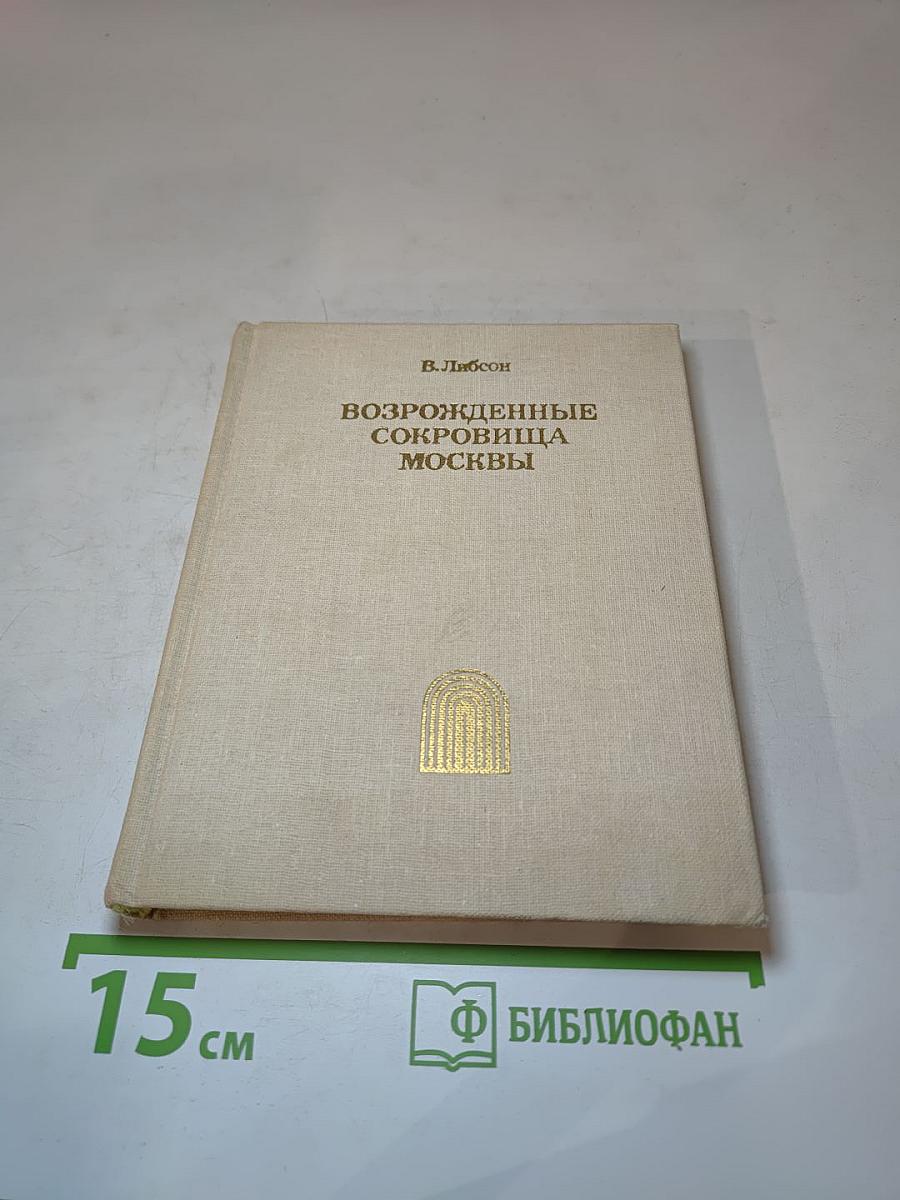 В. Либсон
ВОЗРОЖДЕННЫЕ
СОКРОВИЩА
МОСКВЫ
15 см
Ф БИБЛИОФАН